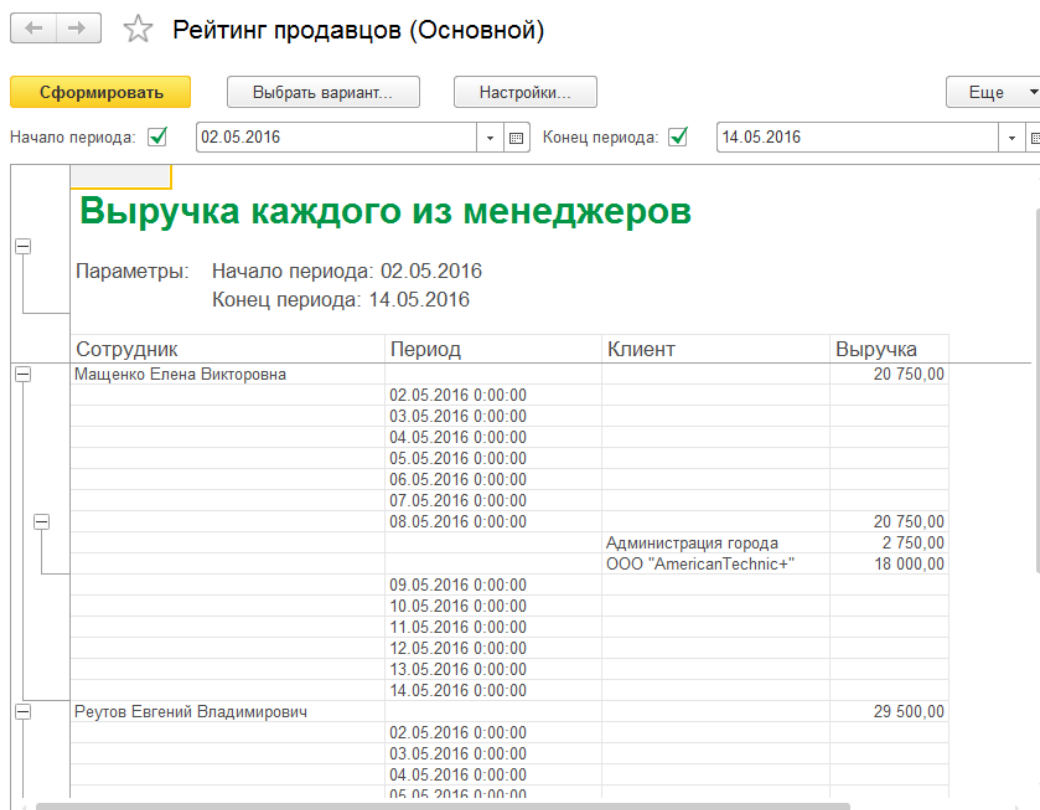 Рейтинг продавцов (Основной)
Сформировать Выбрать вариант... Настройки... Еще
Начало периода: 02.05.2016 Конец периода: 14.05.2016
Выручка каждого из менеджеров
Параметры: Начало периода: 02.05.2016
Конец периода: 14.05.2016
Сотрудник Период Клиент Выручка
Мащенко Елена Викторовна 20 750,00
02.05.2016 0:00:00
03.05.2016 0:00:00
04.05.2016 0:00:00
05.05.2016 0:00:00
06.05.2016 0:00:00
07.05.2016 0:00:00
08.05.2016 0:00:00 20 750,00
Администрация города 2 750,00
ООО "AmericanTechnic+" 18 000,00
09.05.2016 0:00:00
10.05.2016 0:00:00
11.05.2016 0:00:00
12.05.2016 0:00:00
13.05.2016 0:00:00
14.05.2016 0:00:00
Реутов Евгений Владимирович 29 500,00
02.05.2016 0:00:00
03.05.2016 0:00:00
04.05.2016 0:00:00
05.05.2016 0:00:00